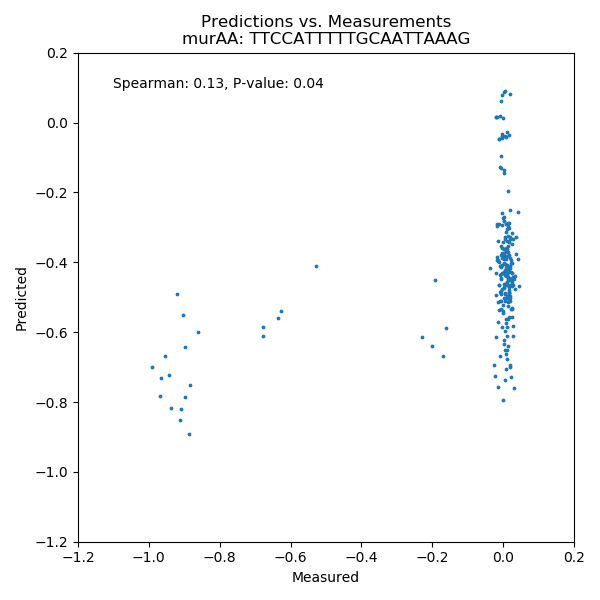 Predictions vs. Measurements
murAA: TTCCATTTTTGCAATTAAAG
Spearman: 0.13, P-value: 0.04
0.2
0.0
−0.2
−0.4
−0.6
−0.8
−1.0
−1.2
Predicted
−1.2 −1.0 −0.8 −0.6 −0.4 −0.2 0.0 0.2
Measured